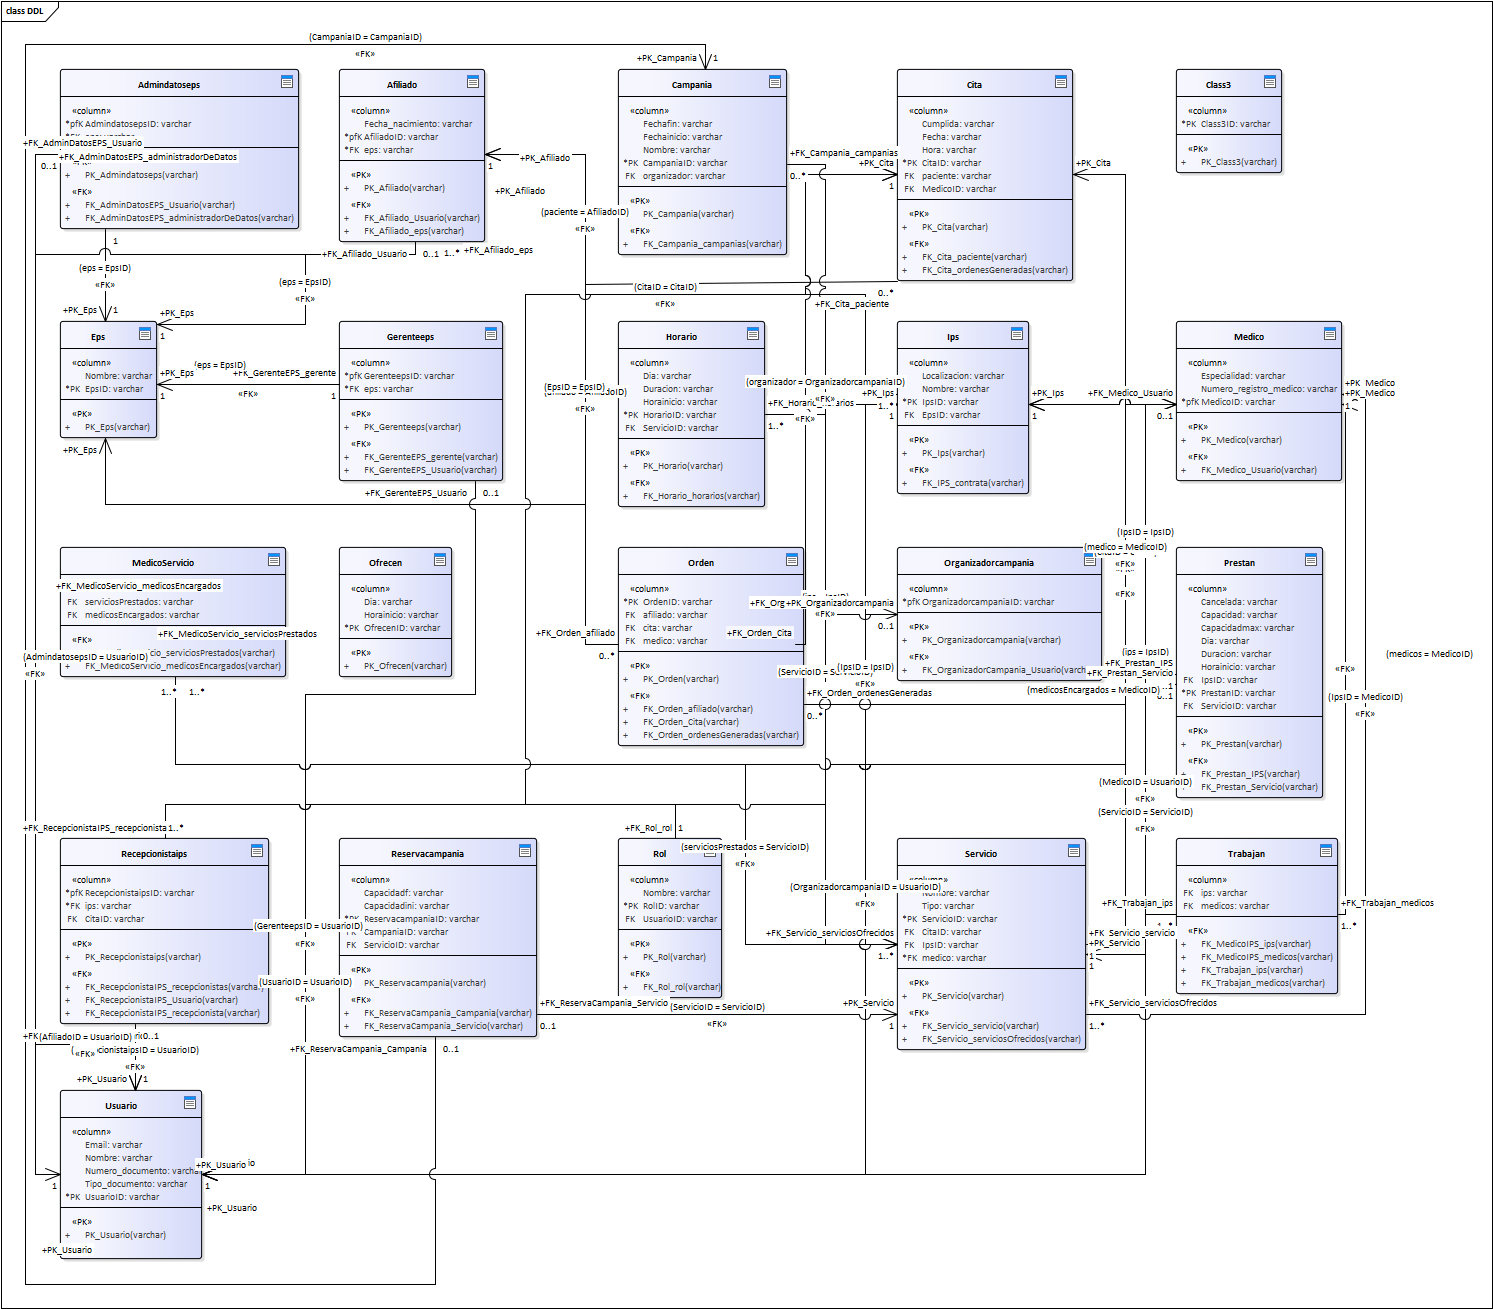 class DDL
(CampaniaID = CampaniaID)
«FK»
+PK_Campania
1
Admindatoseps
«column»
*pfK AdmindatosepsID: varchar
+FK_AdminDatosEPS_Usuario
+FK_AdminDatosEPS_administradorDeDatos
0..1
+ PK_Admindatoseps(varchar)
«FK»
+ FK_AdminDatosEPS_Usuario(varchar)
+ FK_AdminDatosEPS_administradorDeDatos(varchar)
Afiliado
«column»
Fecha_nacimiento: varchar
*pfK AfiliadoID: varchar
*FK eps: varchar
«PK»
+ PK_Afiliado(varchar)
«FK»
+ FK_Afiliado_Usuario(varchar)
+ FK_Afiliado_eps(varchar)
+PK_Afiliado
1
+PK_Afiliado
(paciente = AfiliadoID)
«FK»
Campania
«column»
Fechafin: varchar
Fechainicio: varchar
Nombre: varchar
*PK CampaniaID: varchar
FK organizador: varchar
«PK»
+ PK_Campania(varchar)
«FK»
+ FK_Campania_campanias(varchar)
+FK_Campania_campanias
+PK_Cita
0..*
1
Cita
«column»
Cumplida: varchar
Fecha: varchar
Hora: varchar
*PK CitaID: varchar
FK paciente: varchar
FK MedicoID: varchar
«PK»
+ PK_Cita(varchar)
«FK»
+ FK_Cita_paciente(varchar)
+ FK_Cita_ordenesGeneradas(varchar)
+PK_Cita
Class3
«column»
*PK Class3ID: varchar
«PK»
+ PK_Class3(varchar)
1
+FK_Afiliado_Usuario
0..1
1..*
+FK_Afiliado_eps
(eps = EpsID)
«FK»
(eps = EpsID)
«FK»
(CitaID = CitaID)
«FK»
0..*
+FK_Cita_paciente
+PK_Eps
1
+PK_Eps
1
Eps
«column»
Nombre: varchar
*PK EpsID: varchar
«PK»
+ PK_Eps(varchar)
+PK_Eps
(eps = EpsID)
+FK_GerenteEPS_gerente
1
«FK»
1
+PK_Eps
Gerenteeps
«column»
*pfK GerenteepsID: varchar
*FK eps: varchar
«PK»
+ PK_Gerenteeps(varchar)
«FK»
+ FK_GerenteEPS_gerente(varchar)
+ FK_GerenteEPS_Usuario(varchar)
+FK_GerenteEPS_Usuario
0..1
(EpsID = EpsID)
«FK»
Horario
«column»
Dia: varchar
Duracion: varchar
Horainicio: varchar
*PK HorarioID: varchar
FK ServicioID: varchar
«PK»
+ PK_Horario(varchar)
«FK»
+ FK_Horario_horarios(varchar)
(organizador = OrganizadorcampaniaID)
«FK»
1..*
«FK»
+PK_Ips
1..*
1
Ips
«column»
Localizacion: varchar
Nombre: varchar
*PK IpsID: varchar
FK EpsID: varchar
«PK»
+ PK_Ips(varchar)
«FK»
+ FK_IPS_contrata(varchar)
+PK_Ips
1
+FK_Medico_Usuario
0..1
Medico
«column»
Especialidad: varchar
Numero_registro_medico: varchar
*pfK MedicoID: varchar
«PK»
+ PK_Medico(varchar)
«FK»
+ FK_Medico_Usuario(varchar)
+PK_Medico
+PK_Medico
1
(IpsID = IpsID)
(medico = MedicoID)
«FK»
«FK»
MedicoServicio
+FK_MedicoServicio_medicosEncargados
FK serviciosPrestados: varchar
FK medicosEncargados: varchar
+FK_MedicoServicio_serviciosPrestados
«FK»
+ FK_MedicoServicio_medicosEncargados(varchar)
(AdmindatosepsID = UsuarioID)
«FK»
1..*
1..*
Ofrecen
«column»
Dia: varchar
Horainicio: varchar
*PK OfrecenID: varchar
«PK»
+ PK_Ofrecen(varchar)
+FK_Orden_afiliado
0..*
Orden
«column»
*PK OrdenID: varchar
FK afiliado: varchar
FK cita: varchar
FK medico: varchar
+FK_Orden_Cita
«PK»
+ PK_Orden(varchar)
«FK»
+ FK_Orden_afiliado(varchar)
+ FK_Orden_Cita(varchar)
+ FK_Orden_ordenesGeneradas(varchar)
+PK_Organizadorcampania
«FK»
0..1
(IpsID = IpsID)
«FK»
+FK_Orden_ordenesGeneradas
0..*
Organizadorcampania
«column»
*pfK OrganizadorcampaniaID: varchar
«PK»
+ PK_Organizadorcampania(varchar)
«FK»
(medicosEncargados = MedicoID)
(ips = IpsID)
+FK_Prestan_IPS
+FK_Prestan_Servicio
0..1
Prestan
«column»
Cancelada: varchar
Capacidad: varchar
Capacidadmax: varchar
Dia: varchar
Duracion: varchar
Horainicio: varchar
FK IpsID: varchar
*PK PrestanID: varchar
FK ServicioID: varchar
«PK»
+ PK_Prestan(varchar)
«FK»
+ FK_Prestan_IPS(varchar)
+ FK_Prestan_Servicio(varchar)
(medicos = MedicoID)
«FK»
(IpsID = MedicoID)
«FK»
(MedicoID = UsuarioID)
«FK»
(ServicioID = ServicioID)
«FK»
+FK_RecepcionistaIPS_recepcionista
1..*
+FK_Rol_rol
1
(serviciosPrestados = ServicioID)
«FK»
Recepcionistaips
«column»
*pfK RecepcionistaipsID: varchar
*FK ips: varchar
FK CitaID: varchar
«PK»
+ PK_Recepcionistaips(varchar)
«FK»
+ FK_RecepcionistaIPS_recepcionistas(varchar)
+ FK_RecepcionistaIPS_Usuario(varchar)
+ FK_RecepcionistaIPS_recepcionista(varchar)
(GerenteepsID = UsuarioID)
«FK»
(UsuarioID = UsuarioID)
«FK»
Reservacampania
«column»
Capacidadf: varchar
Capacidadini: varchar
*PK ReservacampaniaID: varchar
FK CampaniaID: varchar
FK ServicioID: varchar
«PK»
PK_Reservacampania(varchar)
«FK»
+ FK_ReservaCampania_Campania(varchar)
+ FK_ReservaCampania_Servicio(varchar)
+FK_ReservaCampania_Campania
0..1
Rol
«column»
Nombre: varchar
*PK RolID: varchar
FK UsuarioID: varchar
«PK»
+ PK_Rol(varchar)
«FK»
+ FK_Rol_rol(varchar)
+FK_ReservaCampania_Servicio
(ServicioID = ServicioID)
0..1
«FK»
(OrganizadorcampaniaID = UsuarioID)
«FK»
+FK_Servicio_serviciosOfrecidos
1..*
+PK_Servicio
1
Servicio
«column»
Nombre: varchar
Tipo: varchar
*PK ServicioID: varchar
FK CitaID: varchar
FK IpsID: varchar
*FK medico: varchar
«PK»
+ PK_Servicio(varchar)
«FK»
+ FK_Servicio_servicio(varchar)
+ FK_Servicio_serviciosOfrecidos(varchar)
+FK_Trabajan_ips
+FK_Servicio_servicio
+PK_Servicio
1
1
+FK_Servicio_serviciosOfrecidos
1..*
Trabajan
«column»
FK ips: varchar
FK medicos: varchar
«FK»
+ FK_MedicoIPS_ips(varchar)
+ FK_MedicoIPS_medicos(varchar)
+ FK_Trabajan_ips(varchar)
+ FK_Trabajan_medicos(varchar)
+FK_Trabajan_medicos
1..*
(AfiliadoID = UsuarioID)
0..1
«FK»
«FK»
+PK_Usuario
1
Usuario
«column»
Email: varchar
Nombre: varchar
Numero_documento: varchar
Tipo_documento: varchar
*PK UsuarioID: varchar
«PK»
+ PK_Usuario(varchar)
+PK_Usuario
1
+PK_Usuario
1
+PK_Usuario